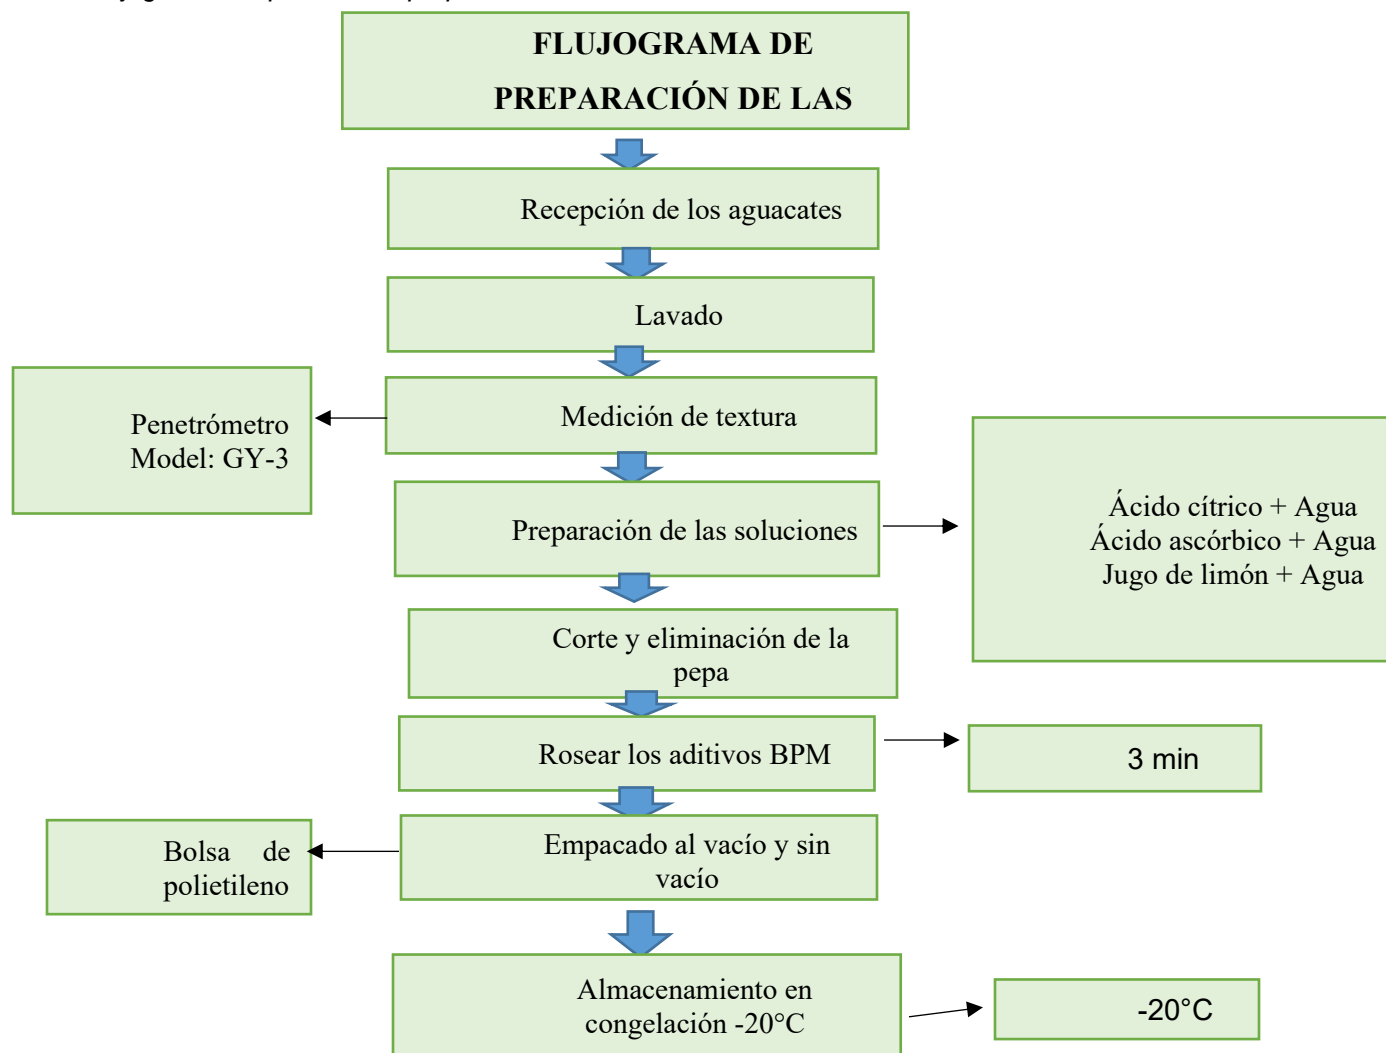 FLUJOGRAMA DE
PREPARACIÓN DE LAS
Recepción de los aguacates
Lavado
Medición de textura
Penetrómetro
Model: GY-3
Preparación de las soluciones
Ácido cítrico + Agua
Ácido ascórbico + Agua
Jugo de limón + Agua
Corte y eliminación de la
pepa
Rosear los aditivos BPM
3 min
Empacado al vacío y sin
vacío
Bolsa de
polietileno
Almacenamiento en
congelación -20°C
-20°C